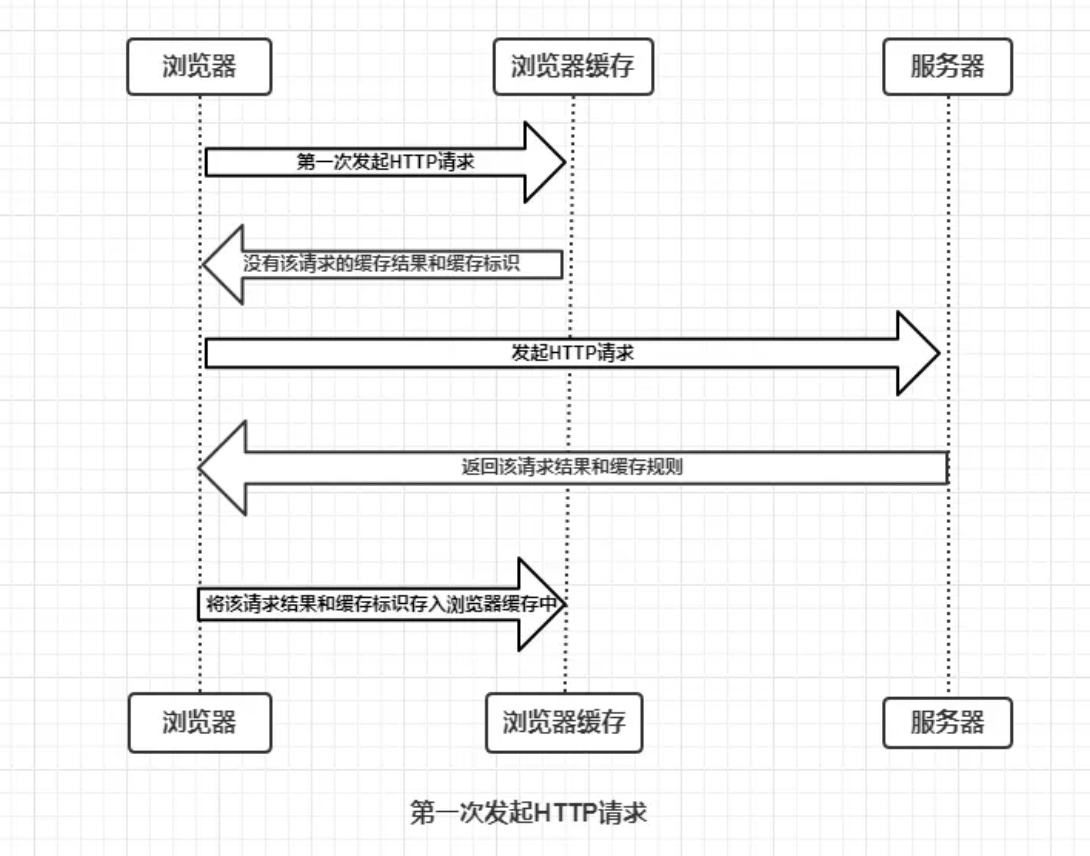 浏览器
浏览器缓存
服务器
第一次发起HTTP请求
没有该请求的缓存结果和缓存标识
发起HTTP请求
返回该请求结果和缓存规则
将该请求结果和缓存标识存入浏览器缓存中
浏览器
浏览器缓存
服务器
第一次发起HTTP请求